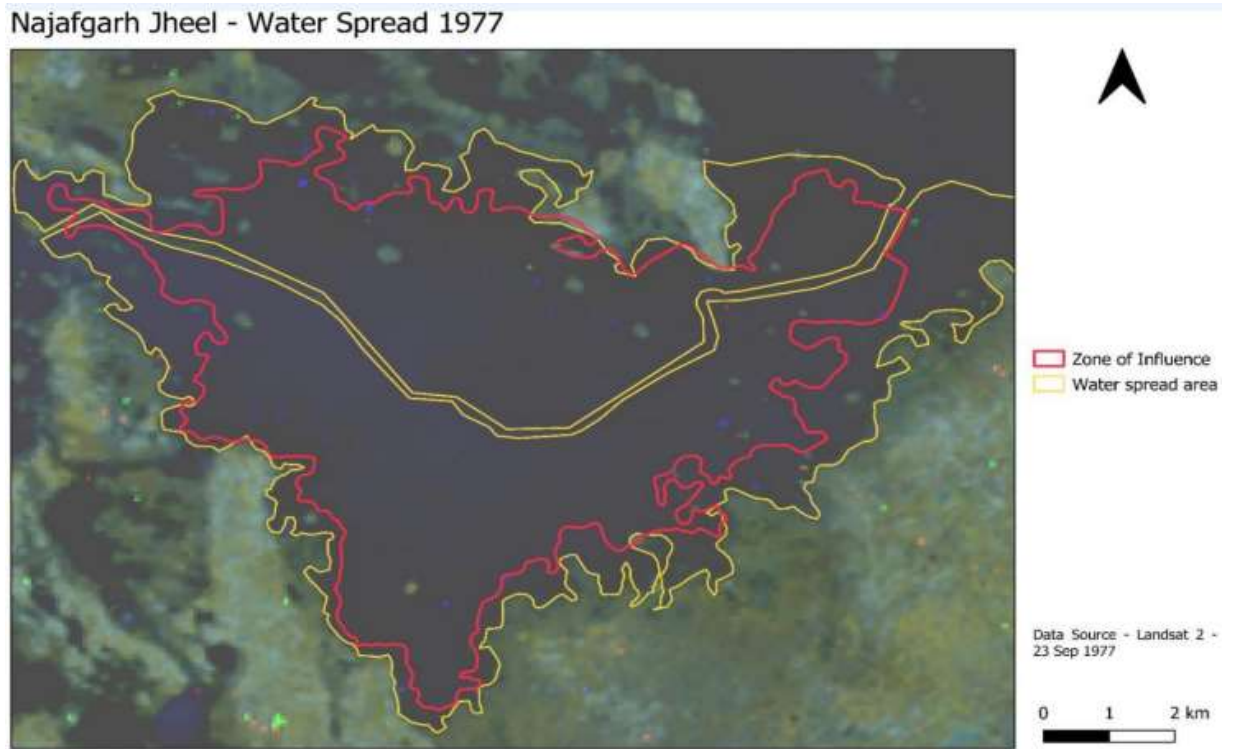 Najafgarh Jheel - Water Spread 1977
Zone of Influence
Water spread area
Data Source - Landsat 2 -
23 Sep 1977
0 1 2 km